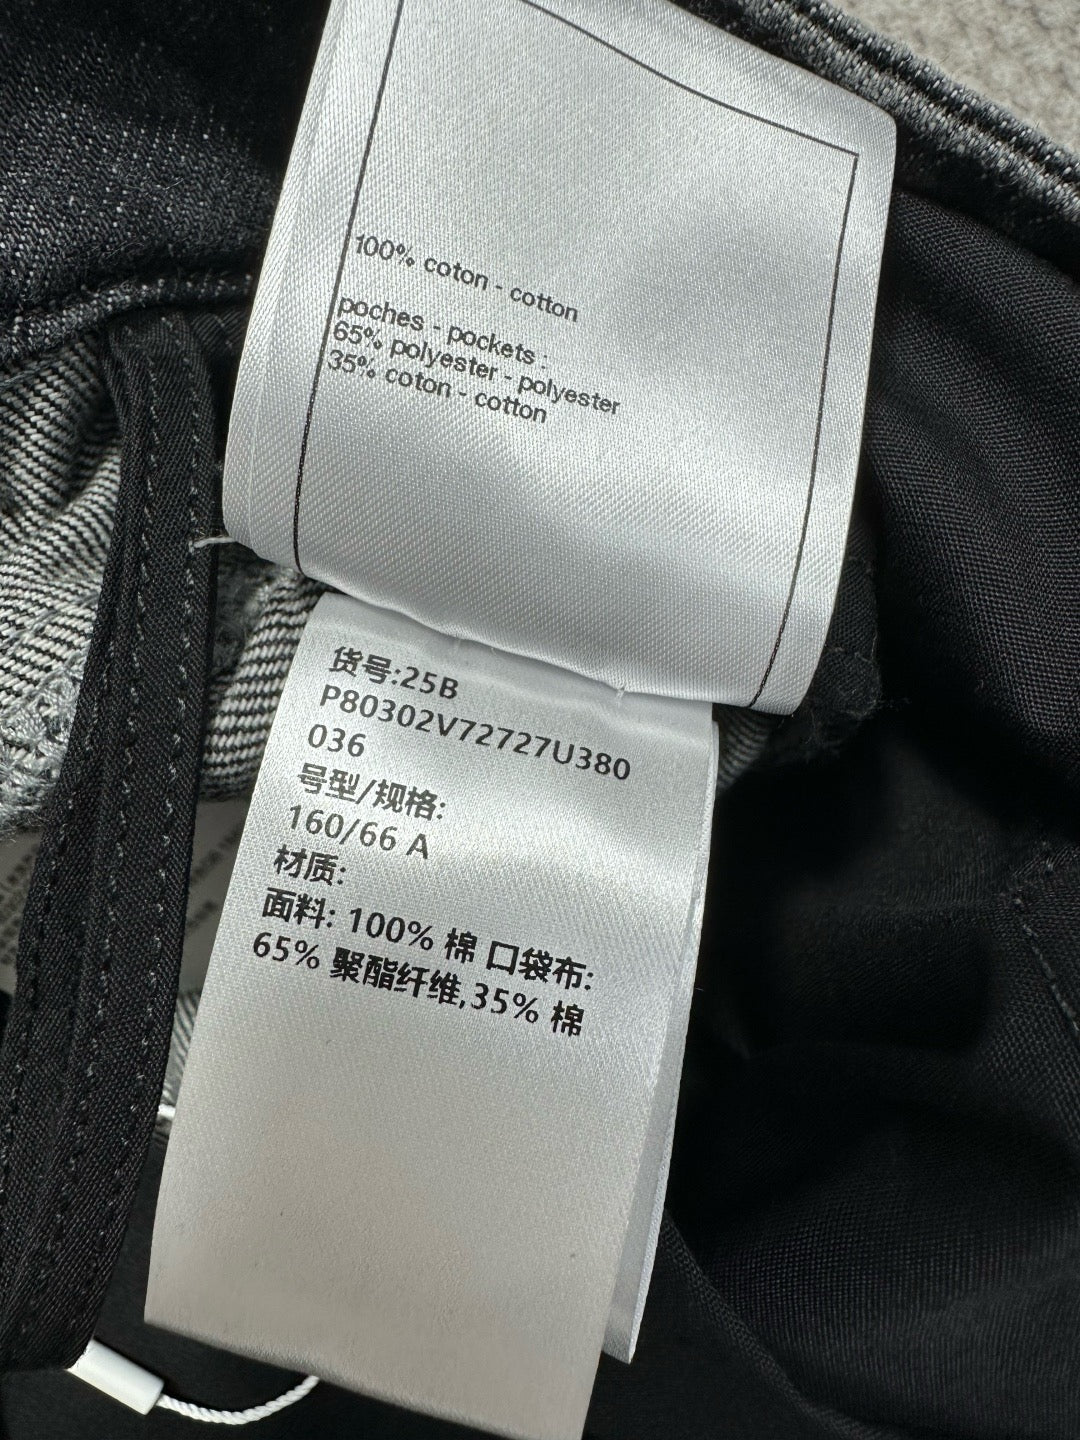 100% coton - cotton
poches - pockets :
65% polyester - polyester
35% coton - cotton
货号:25B
P80302V72727U380
036
号型/规格:
160/66 A
材质:
面料: 100% 棉 口袋布:
65% 聚酯纤维,35% 棉